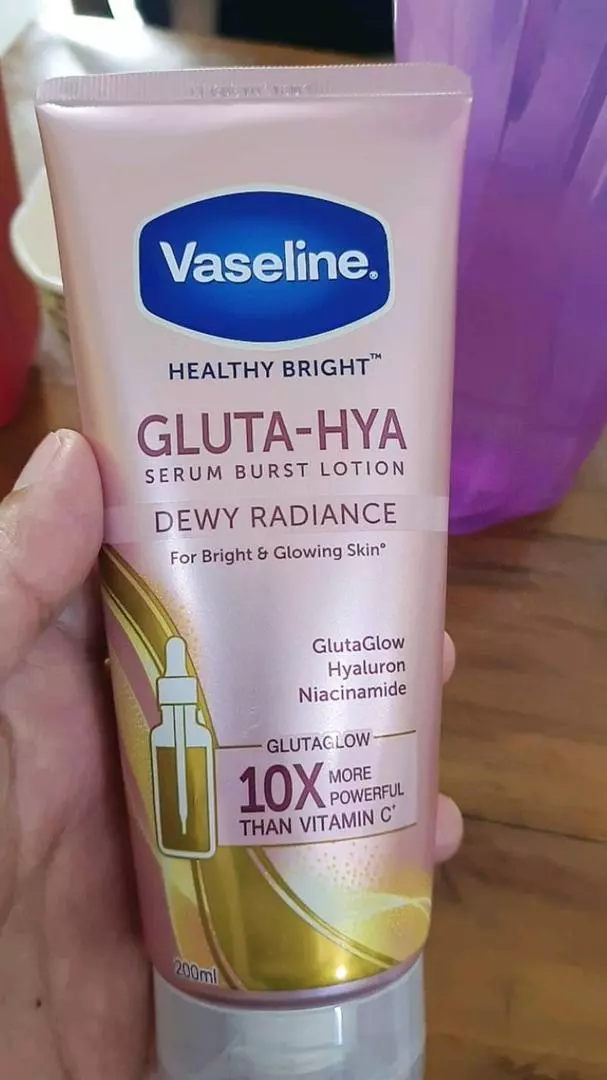 Vaseline®
HEALTHY BRIGHT™
GLUTA-HYA
SERUM BURST LOTION
DEWY RADIANCE
For Bright & Glowing Skin°
GlutaGlow
Hyaluron
Niacinamide
GLUTAGLOW
10X MORE
POWERFUL
THAN VITAMIN C*
200ml